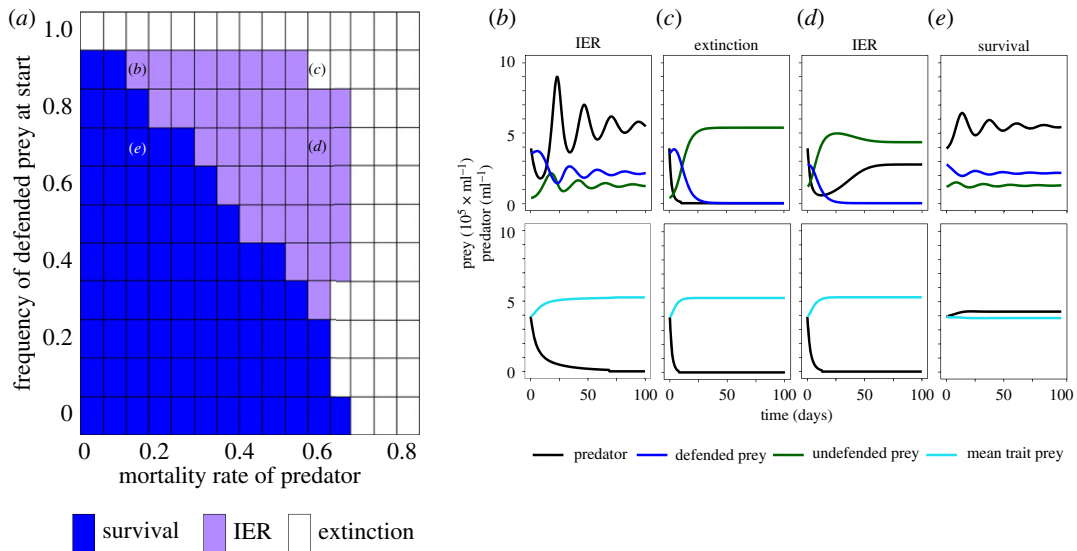 (a)
frequency of defended prey at start
1.0
0.8
0.6
0.4
0.2
0
(b)
(c)
(e)
(d)
0 0.2 0.4 0.6 0.8
mortality rate of predator
survival IER extinction
(b) (c) (d) (e)
IER extinction IER survival
prey (10⁵ × ml⁻¹)
predator (ml⁻¹)
10
5
0
10
5
0
0 50 100 0 50 100 0 50 100 0 50 100
time (days)
predator defended prey undefended prey mean trait prey